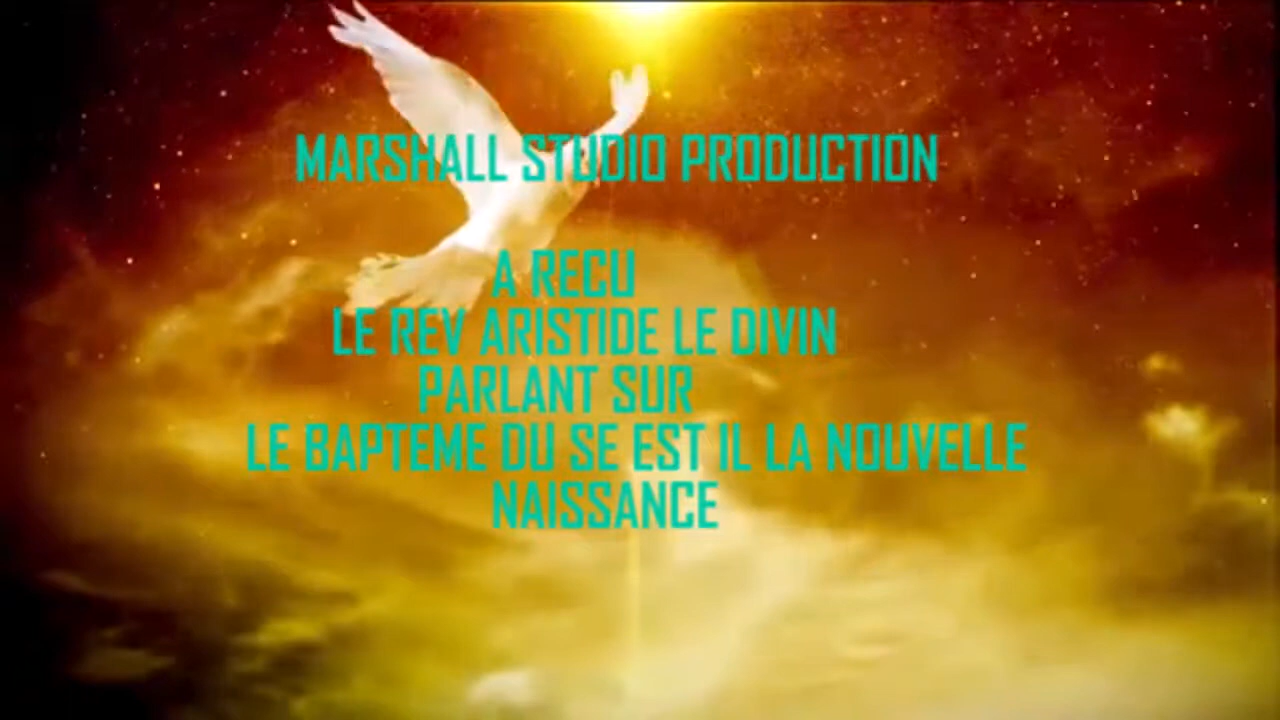 MARSHALL STUDIO PRODUCTION
A RECU
LE REV ARISTIDE LE DIVIN
PARLANT SUR
LE BAPTEME DU SE EST IL LA NOUVELLE
NAISSANCE